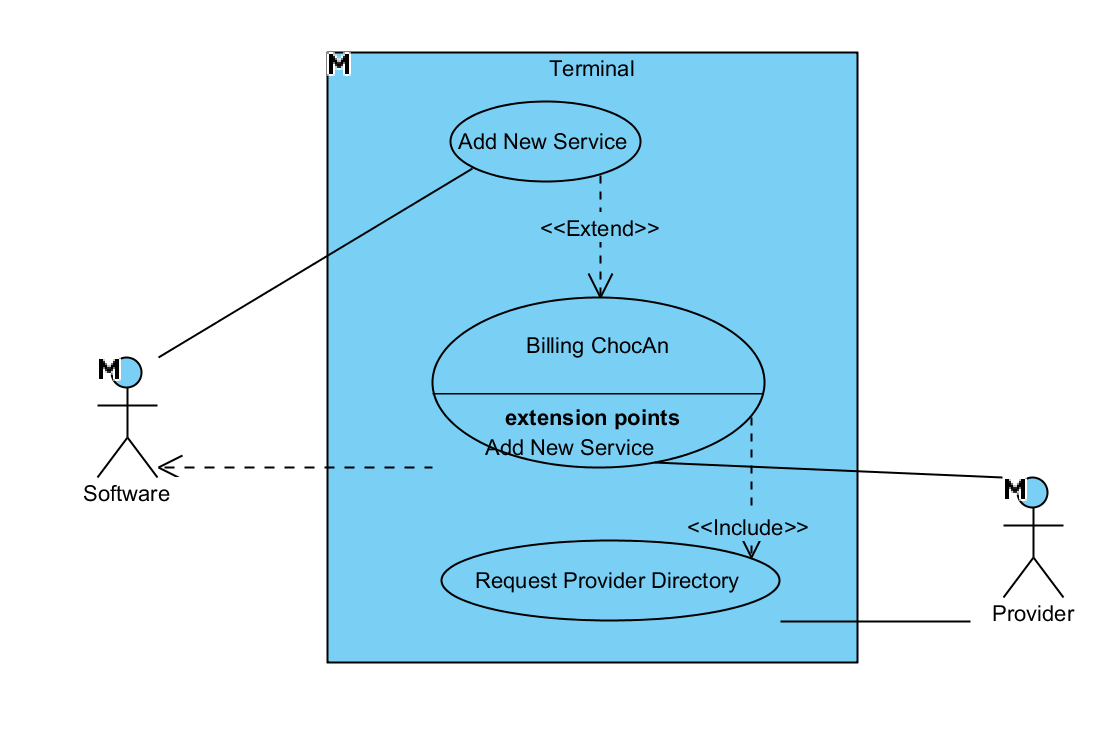 M
Terminal
Add New Service
<<Extend>>
Billing ChocAn
extension points
Add New Service
M
Software
M
<<Include>>
Request Provider Directory
Provider